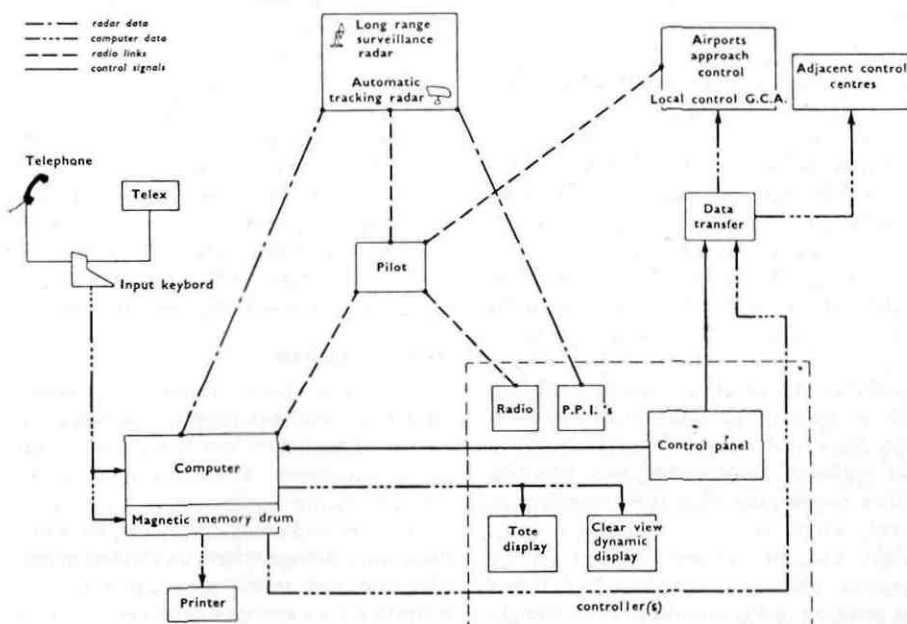 radar data
computer data
radio links
control signals
Long range
surveillance
radar
Automatic
tracking radar
Airports
approach
control
Local control G.C.A.
Adjacent control
centres
Telephone
Telex
Input keybord
Pilot
Data
transfer
Radio
P.P.I.'s
Control panel
Computer
Magnetic memory drum
Tote
display
Clear view
dynamic
display
Printer
controller(s)